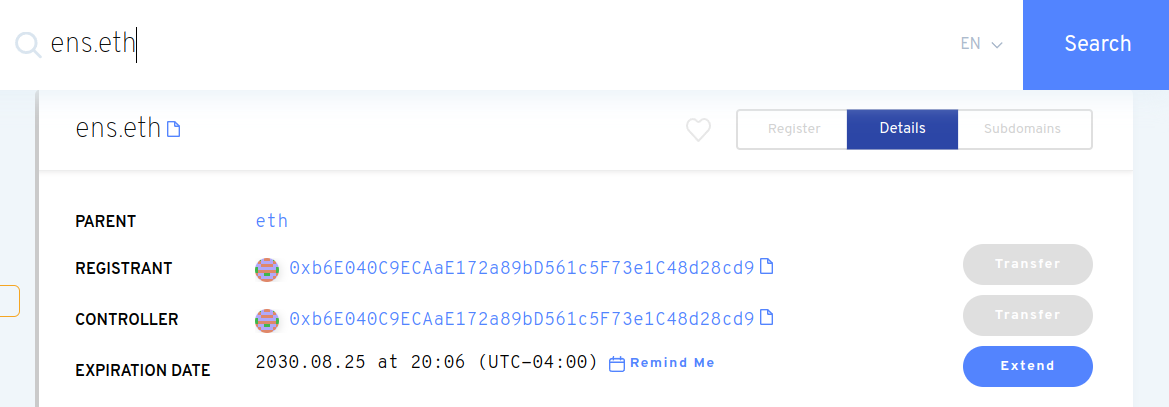 ens.eth
EN
Search
ens.eth
Register
Details
Subdomains
PARENT
eth
REGISTRANT
0xb6E040C9ECAaE172a89bD561c5F73e1C48d28cd9
Transfer
CONTROLLER
0xb6E040C9ECAaE172a89bD561c5F73e1C48d28cd9
Transfer
EXPIRATION DATE
2030.08.25 at 20:06 (UTC-04:00)
Remind Me
Extend